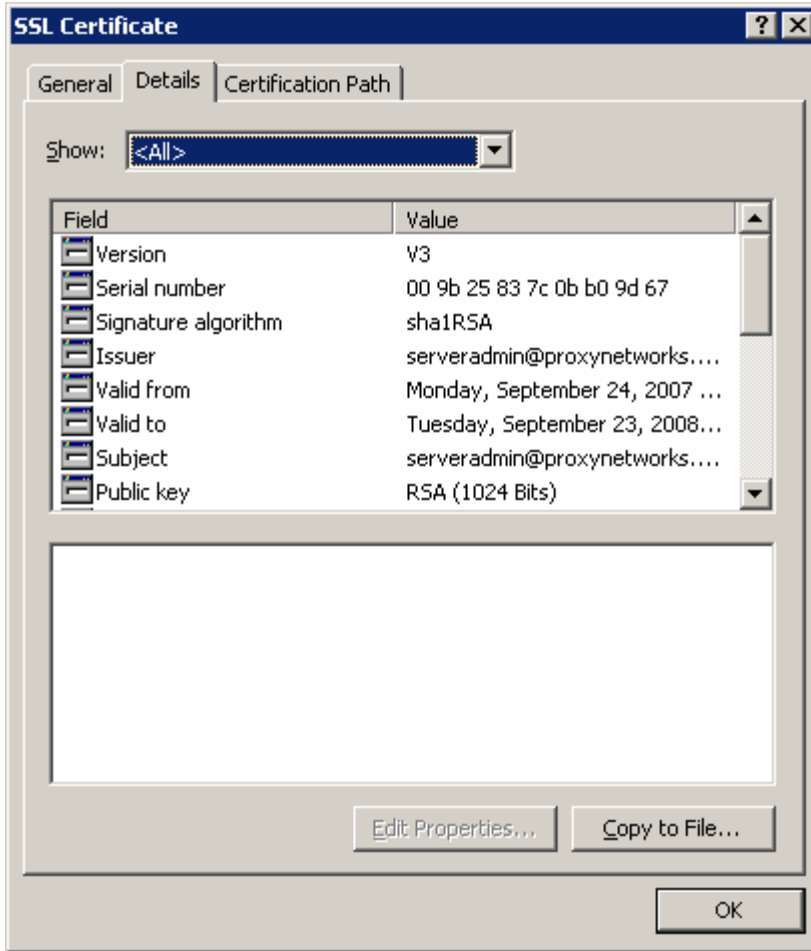 SSL Certificate
General Details Certification Path
Show: <All>
Field Value
Version V3
Serial number 00 9b 25 83 7c 0b b0 9d 67
Signature algorithm sha1RSA
Issuer serveradmin@proxynetworks....
Valid from Monday, September 24, 2007 ...
Valid to Tuesday, September 23, 2008...
Subject serveradmin@proxynetworks....
Public key RSA (1024 Bits)
Edit Properties... Copy to File...
OK